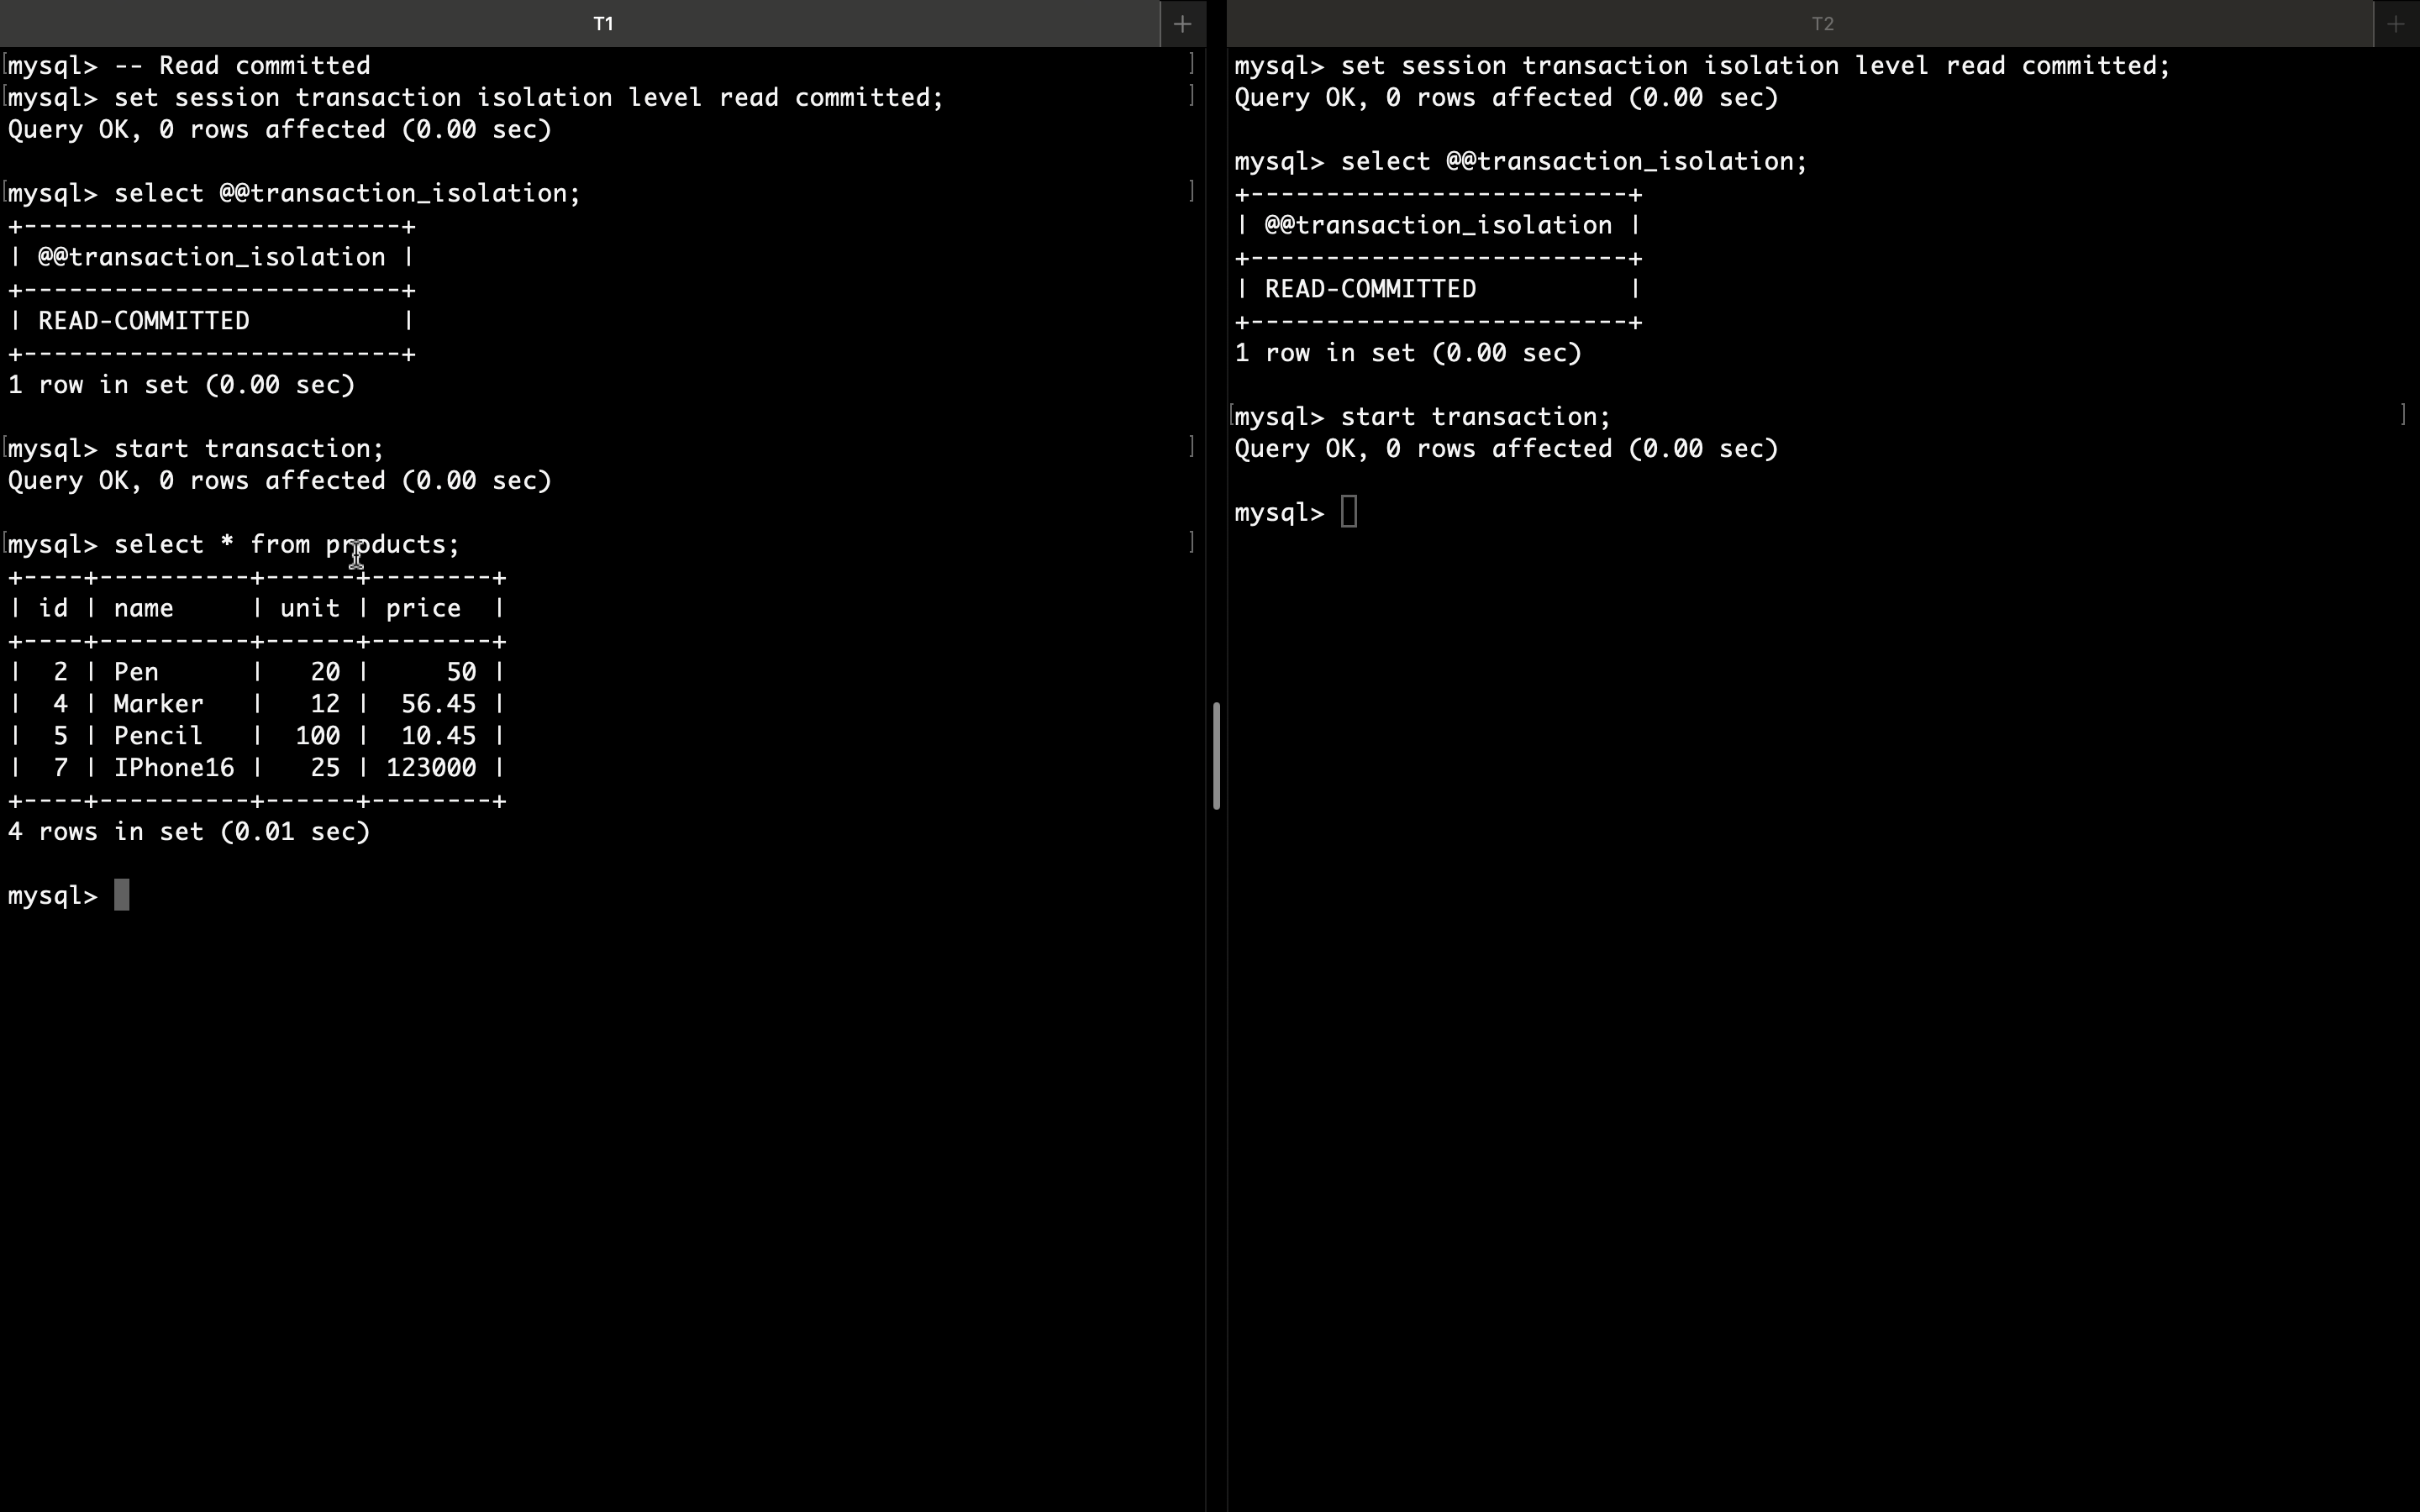 T1
+
mysql> -- Read committed
mysql> set session transaction isolation level read committed;
Query OK, 0 rows affected (0.00 sec)

mysql> select @@transaction_isolation;
+-------------------------+
| @@transaction_isolation |
+-------------------------+
| READ-COMMITTED          |
+-------------------------+
1 row in set (0.00 sec)

mysql> start transaction;
Query OK, 0 rows affected (0.00 sec)

mysql> select * from products;
+----+----------+------+--------+
| id | name     | unit | price  |
+----+----------+------+--------+
|  2 | Pen      |   20 |     50 |
|  4 | Marker   |   12 |  56.45 |
|  5 | Pencil   |  100 |  10.45 |
|  7 | IPhone16 |   25 | 123000 |
+----+----------+------+--------+
4 rows in set (0.01 sec)

mysql>
T2
+
mysql> set session transaction isolation level read committed;
Query OK, 0 rows affected (0.00 sec)

mysql> select @@transaction_isolation;
+-------------------------+
| @@transaction_isolation |
+-------------------------+
| READ-COMMITTED          |
+-------------------------+
1 row in set (0.00 sec)

mysql> start transaction;
Query OK, 0 rows affected (0.00 sec)

mysql>